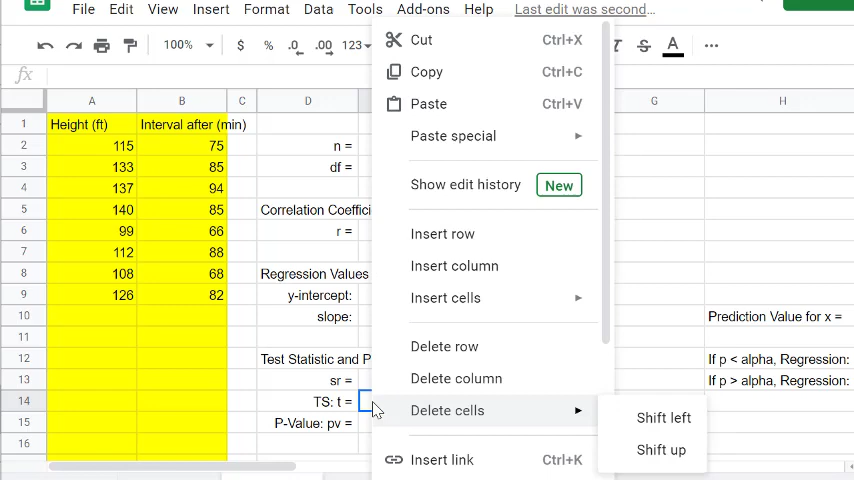 File Edit View Insert Format Data Tools Add-ons Help Last edit was second...
100% $ % .0 .00 123 S A
fx
A B C D G H
1 Height (ft) Interval after (min)
2 115 75 n =
3 133 85 df =
4 137 94
5 140 85 Correlation Coeffici
6 99 66 r =
7 112 88
8 108 68 Regression Values
9 126 82 y-intercept:
10 slope: Prediction Value for x =
11
12 Test Statistic and P If p < alpha, Regression:
13 sr = If p > alpha, Regression:
14 TS: t =
15 P-Value: pv =
16
Cut Ctrl+X
Copy Ctrl+C
Paste Ctrl+V
Paste special
Show edit history New
Insert row
Insert column
Insert cells
Delete row
Delete column
Delete cells
Shift left
Shift up
Insert link Ctrl+K